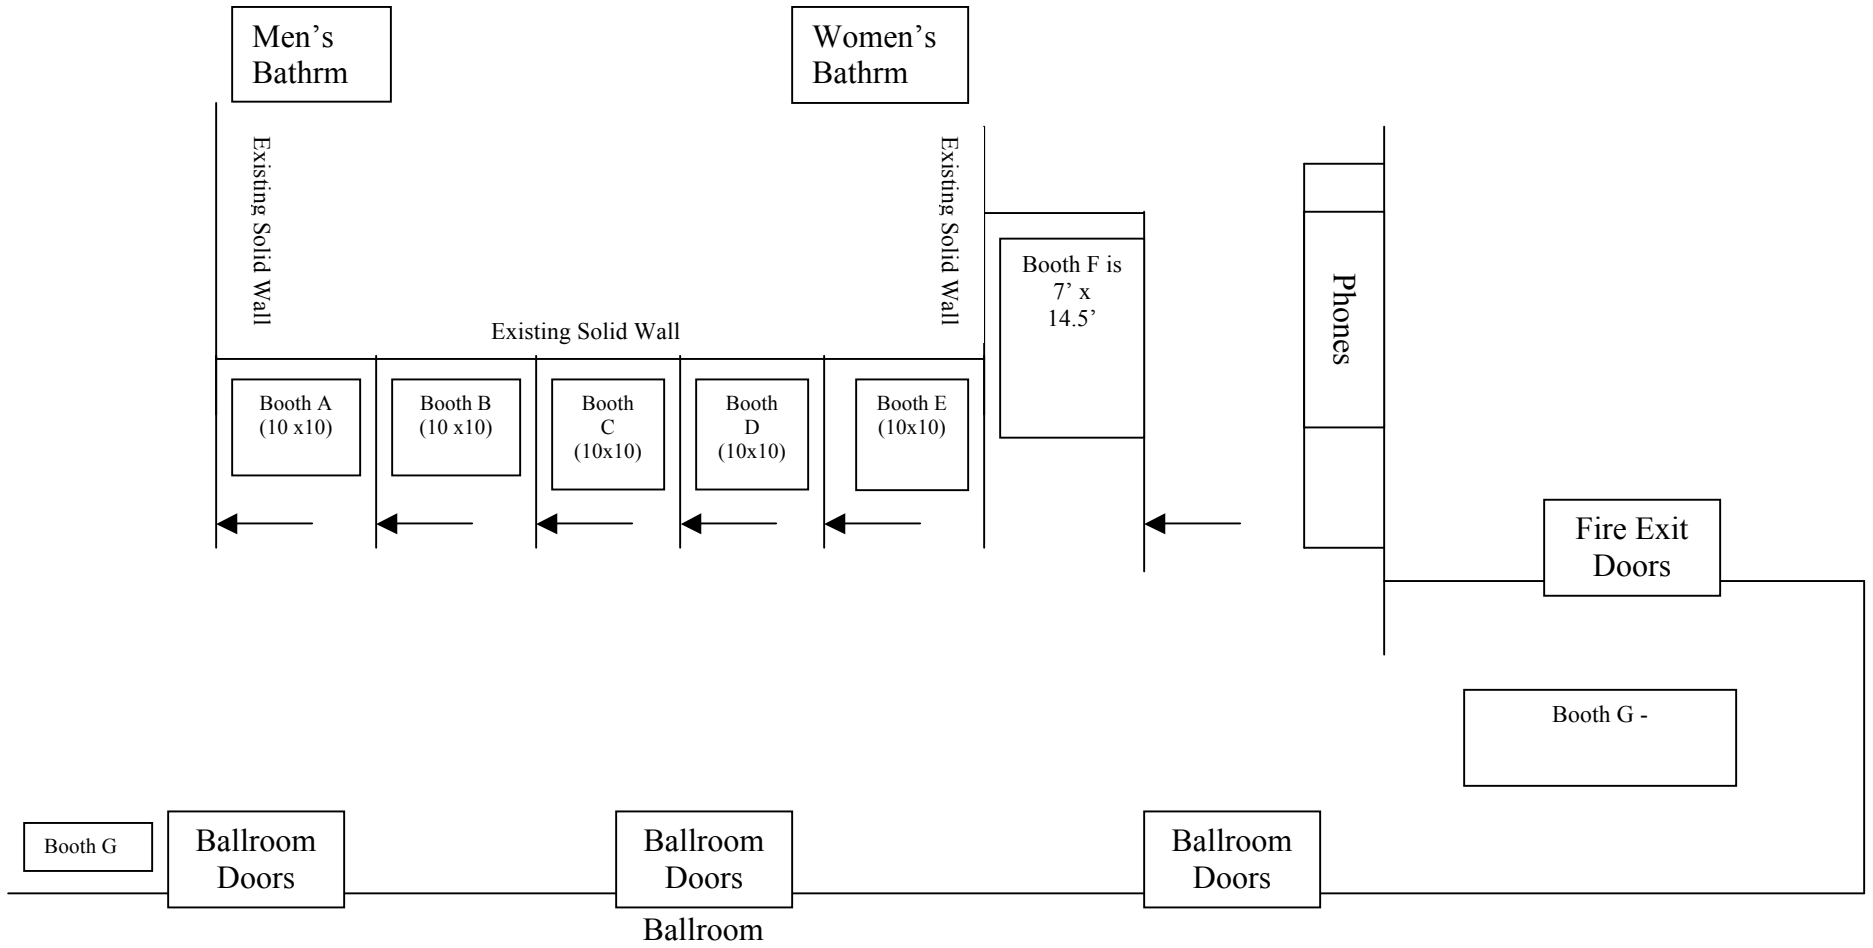 Men’s
Bathrm
Women’s
Bathrm
Existing Solid Wall
Existing Solid Wall
Existing Solid Wall
Booth F is
7’ x
14.5’
Phones
Booth A
(10 x10)
Booth B
(10 x10)
Booth
C
(10x10)
Booth
D
(10x10)
Booth E
(10x10)
Fire Exit
Doors
Booth G -
Booth G
Ballroom
Doors
Ballroom
Doors
Ballroom
Doors
Ballroom